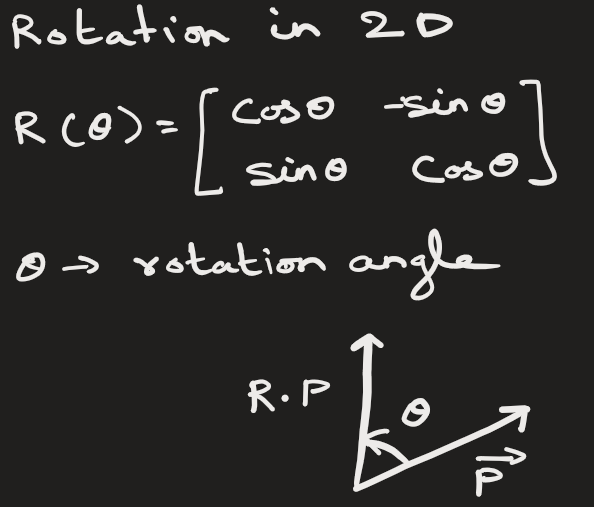 Rotation in 2D
R(θ) = [cosθ -sinθ
sinθ cosθ]
θ → rotation angle
R.P
θ
P→